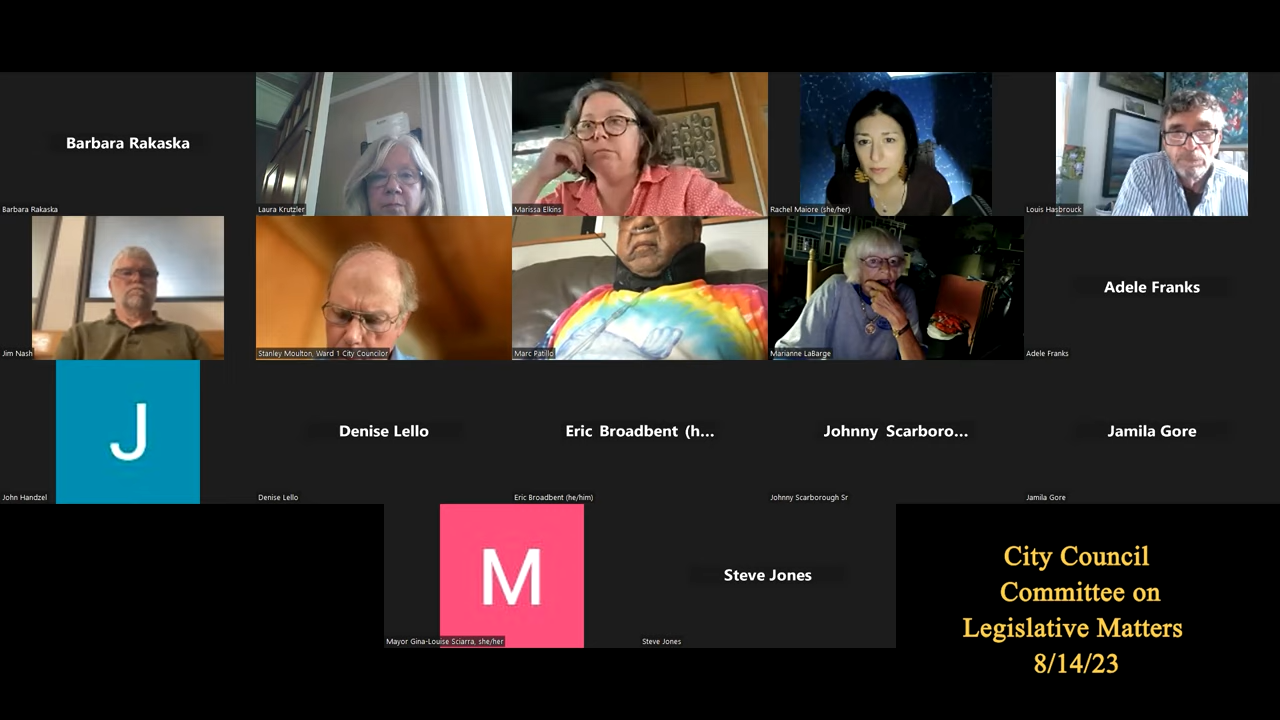 Barbara Rakaska
Barbara Rakaska
Laura Krutzler
Marissa Elkins
Rachel Maiore (she/her)
Louis Hasbrouck
Jim Nash
Stanley Moulton, Ward 1 City Councilor
Marc Patillo
Marianne LaBarge
Adele Franks
Adele Franks
J
John Handzel
Denise Lello
Denise Lello
Eric Broadbent (h...
Eric Broadbent (he/him)
Johnny Scarboro...
Johnny Scarborough Sr
Jamila Gore
Jamila Gore
M
Mayor Gina-Louise Sciarra, she/her
Steve Jones
Steve Jones
City Council
Committee on
Legislative Matters
8/14/23